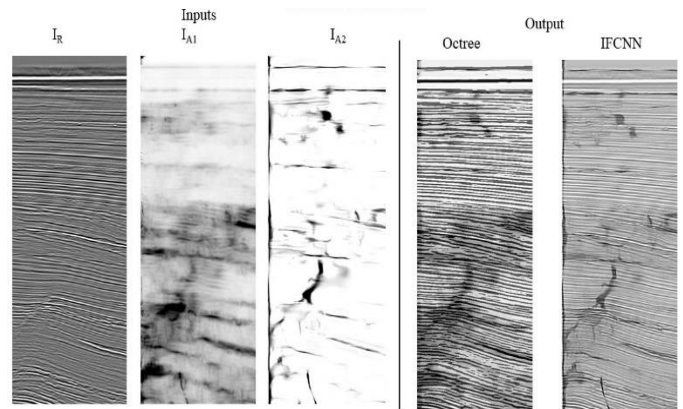 Inputs
Output
I_R
I_A1
I_A2
Octree
IFCNN